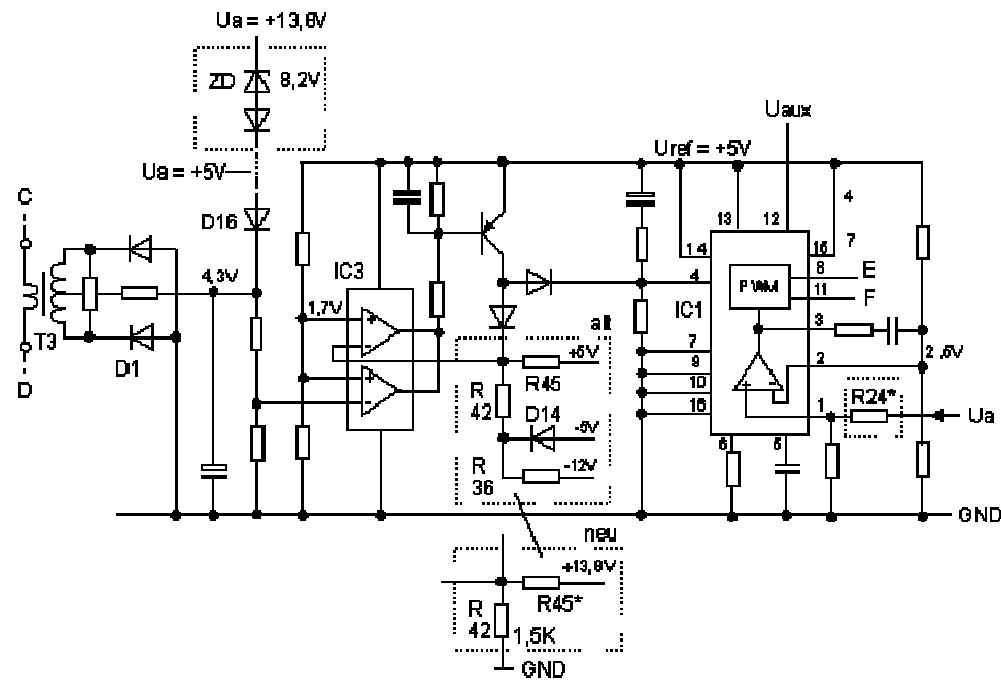 Ua = +13,8V
ZD
8,2V
Ua = +5V
Uaux
Uref = +5V
C
D16
4
13
12
14
15
7
IC3
4,3V
4
8
E
PWM
11
F
1,7V
IC1
alt
3
T3
D1
+5V
7
2
2,5V
9
R45
D
R
42
D14
10
R24*
1
Ua
16
-5V
R
36
-12V
6
5
GND
neu
+13,8V
R45*
R
42
1,5K
GND